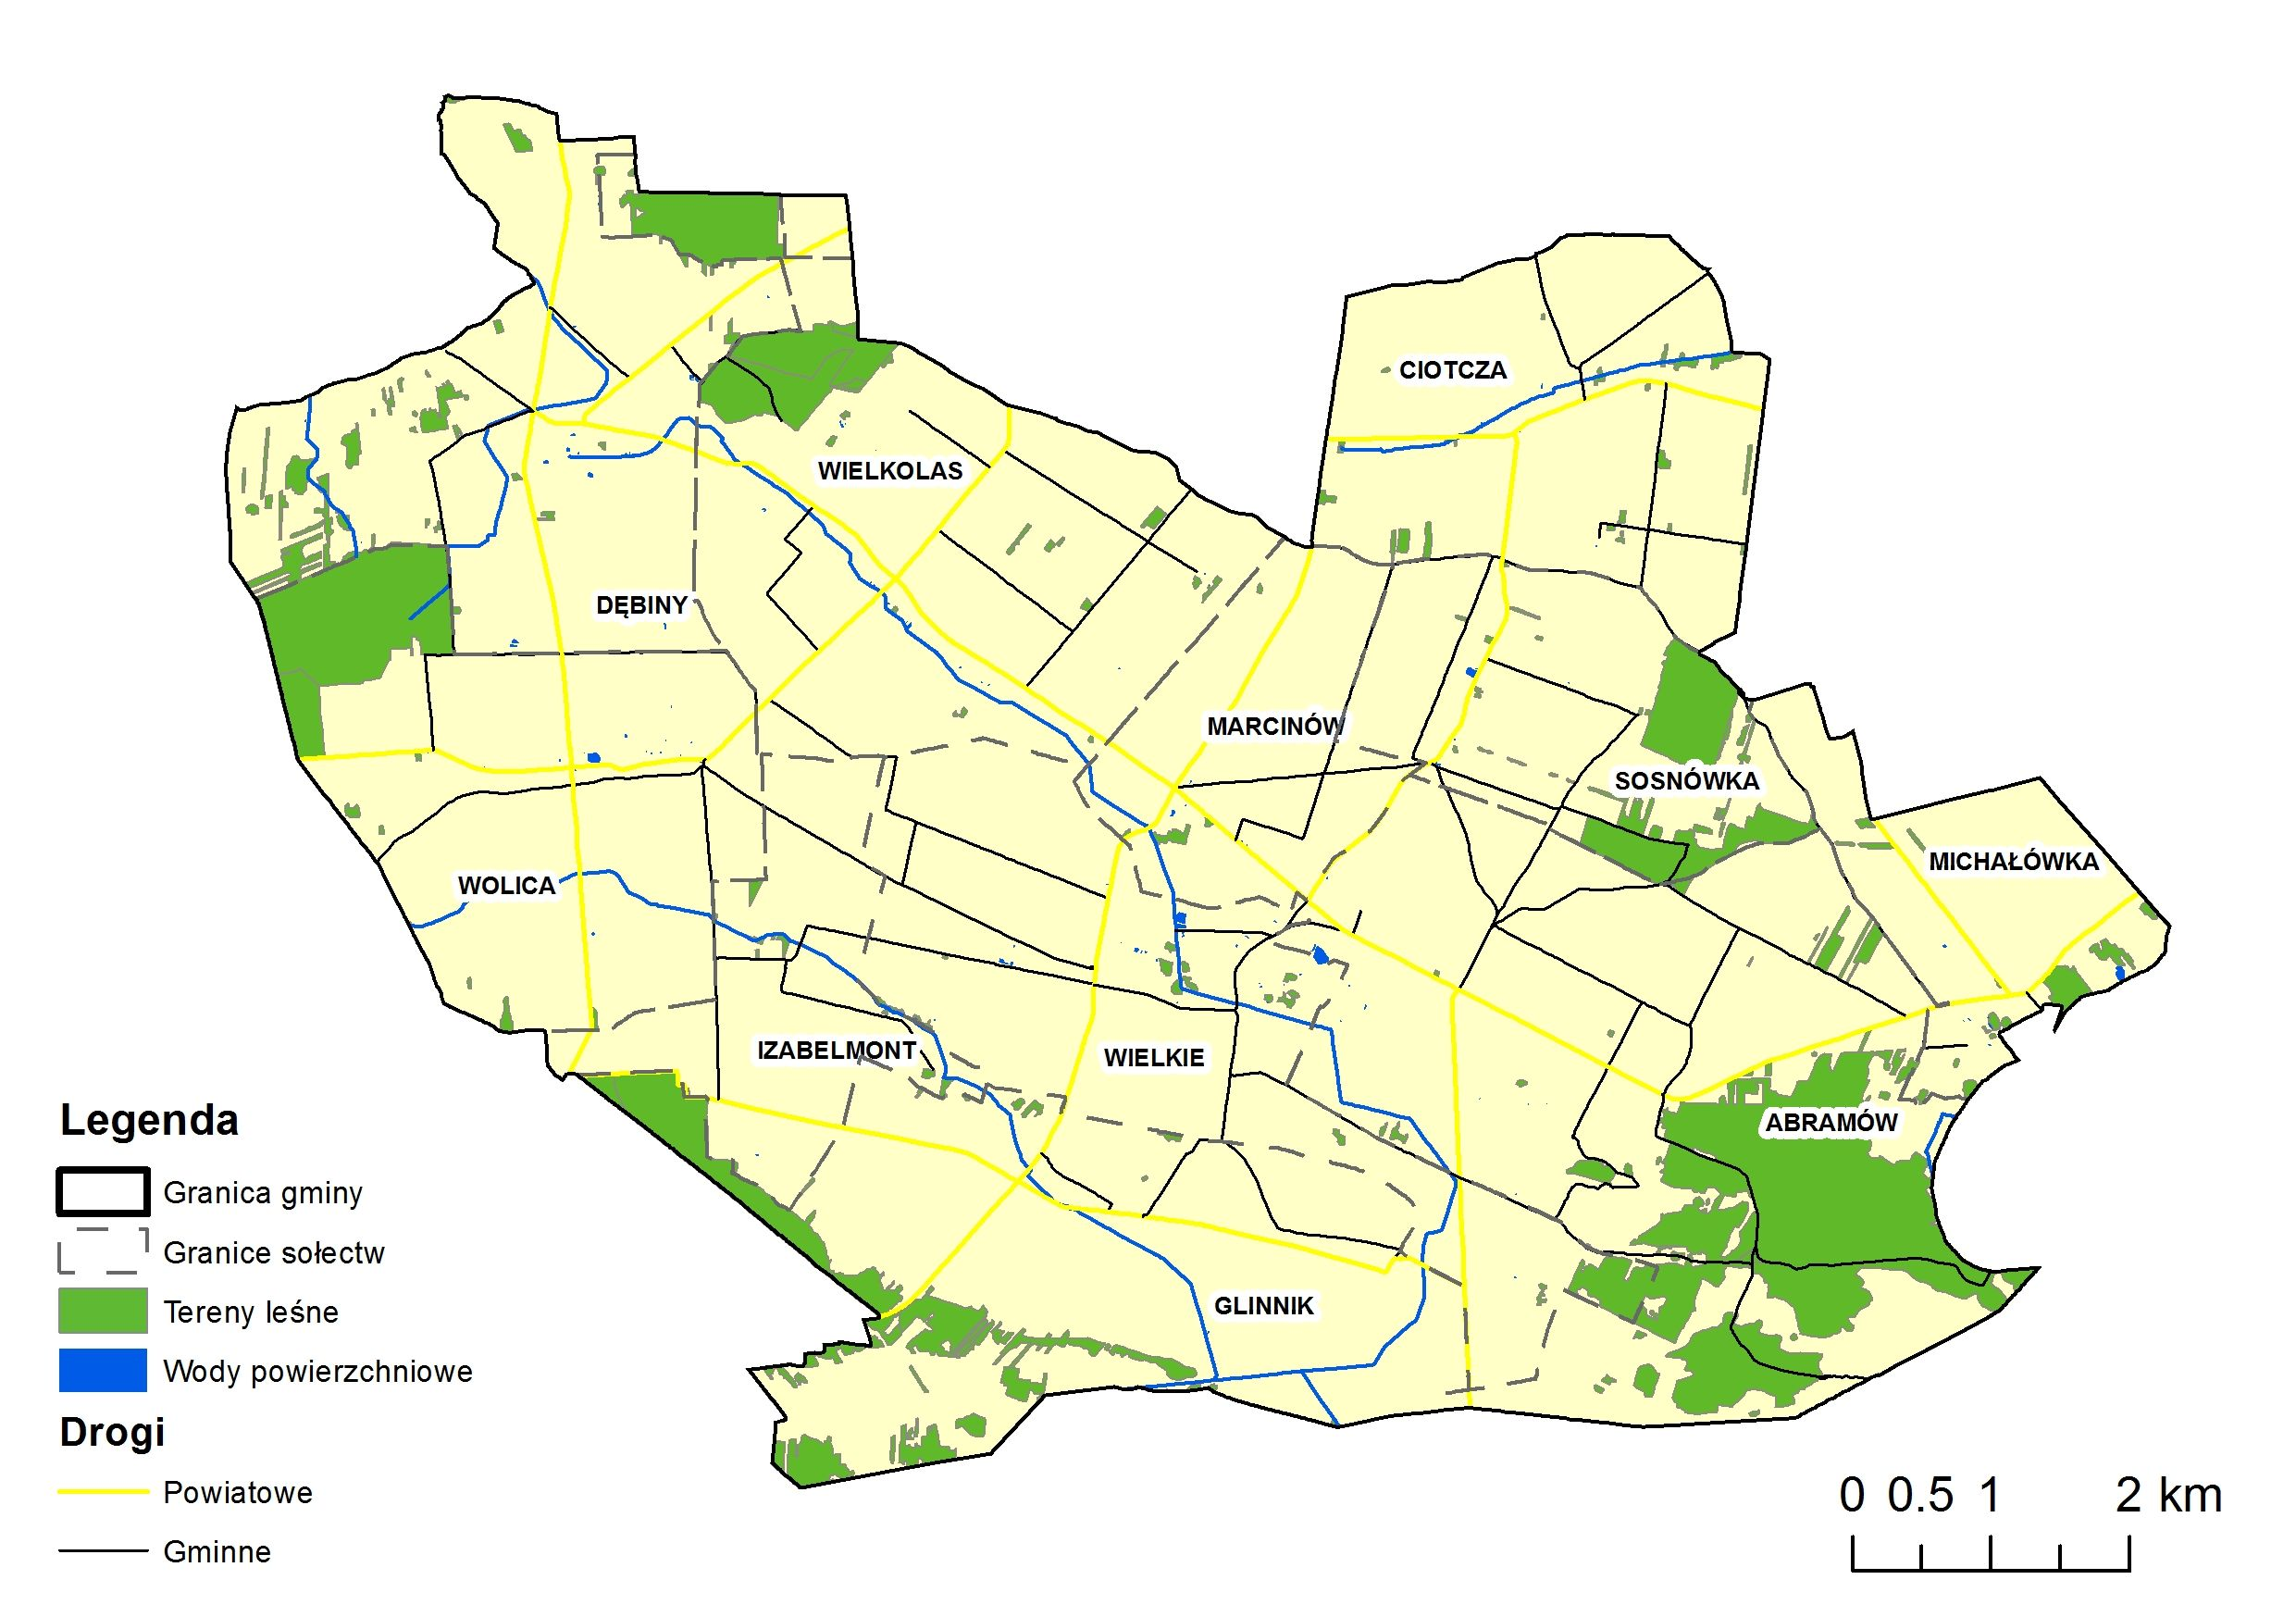 CIOTCZA
WIELKOLAS
DĘBINY
MARCINÓW
SOSNÓWKA
MICHAŁÓWKA
WOLICA
IZABELMONT
WIELKIE
ABRAMÓW
GLINNIK
Legenda
Granica gminy
Granice sołectw
Tereny leśne
Wody powierzchniowe
Drogi
Powiatowe
Gminne
0 0.5 1 2 km